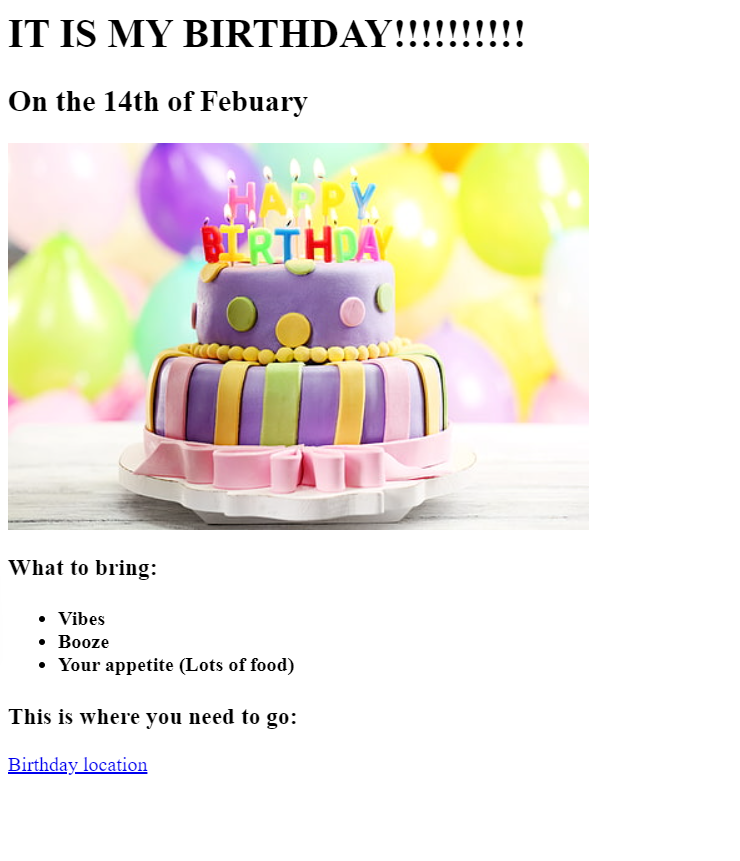 IT IS MY BIRTHDAY!!!!!!!!!!
On the 14th of Febuary
HAPPY
BIRTHDAY
What to bring:
• Vibes
• Booze
• Your appetite (Lots of food)
This is where you need to go:
Birthday location